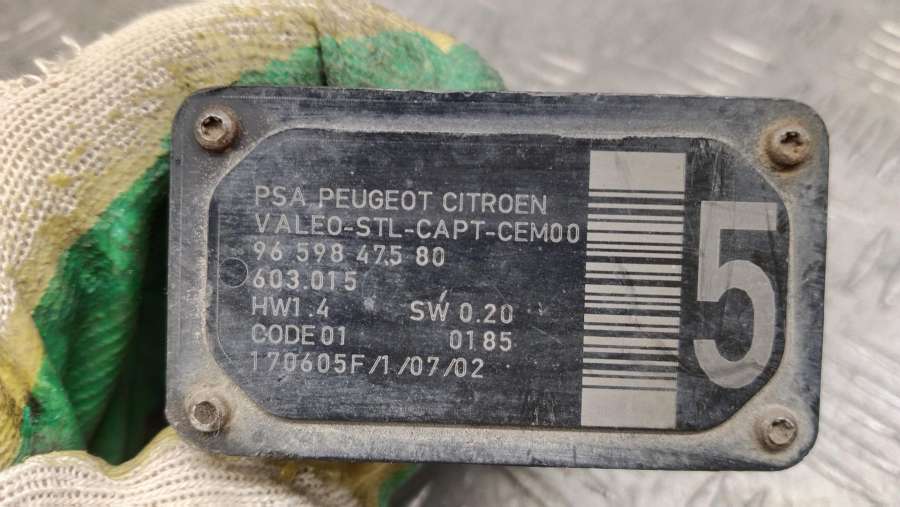 PSA PEUGEOT CITROEN
VALEO-STL-CAPT-CEM00
96 598 475 80
603.015
HW1.4 SW 0.20
CODE01 0185
170605F/1/07/02
5